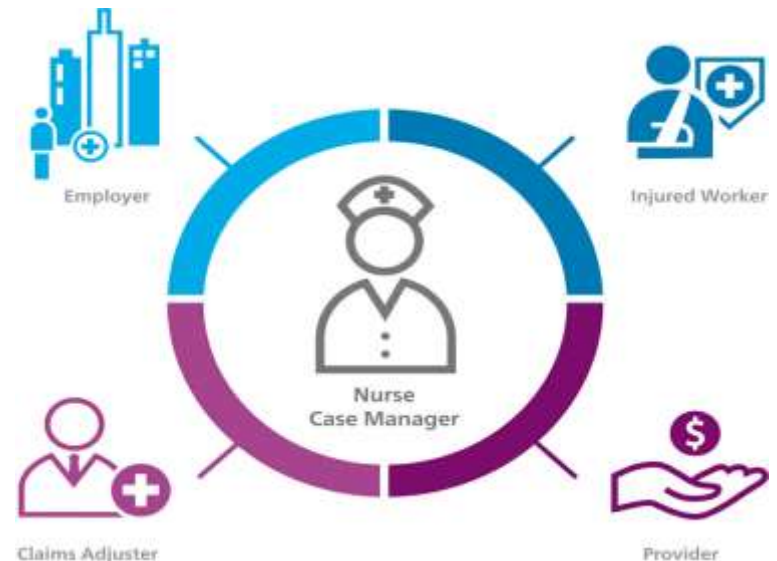 Employer
Injured Worker
Nurse
Case Manager
$
Claims Adjuster
Provider